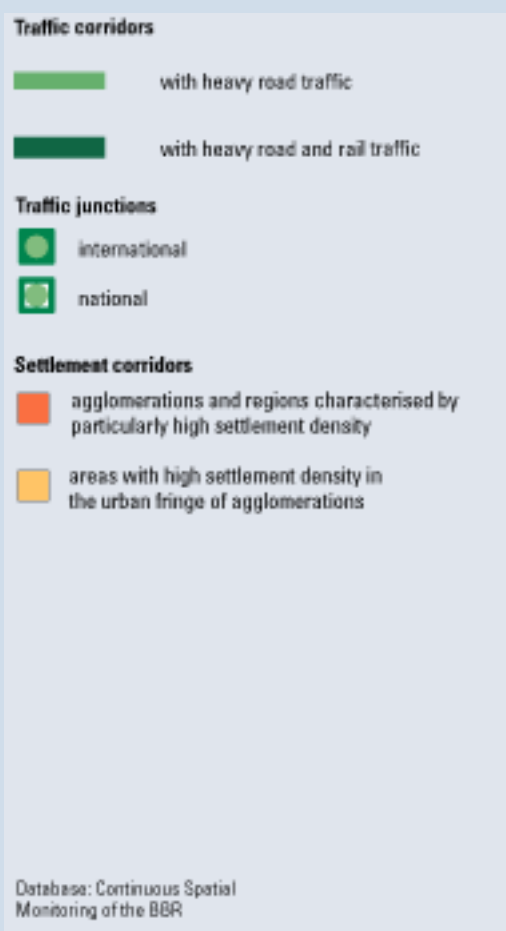 Traffic corridors
with heavy road traffic
with heavy road and rail traffic
Traffic junctions
international
national
Settlement corridors
agglomerations and regions characterised by
particularly high settlement density
areas with high settlement density in
the urban fringe of agglomerations
Database: Continuous Spatial
Monitoring of the BBR